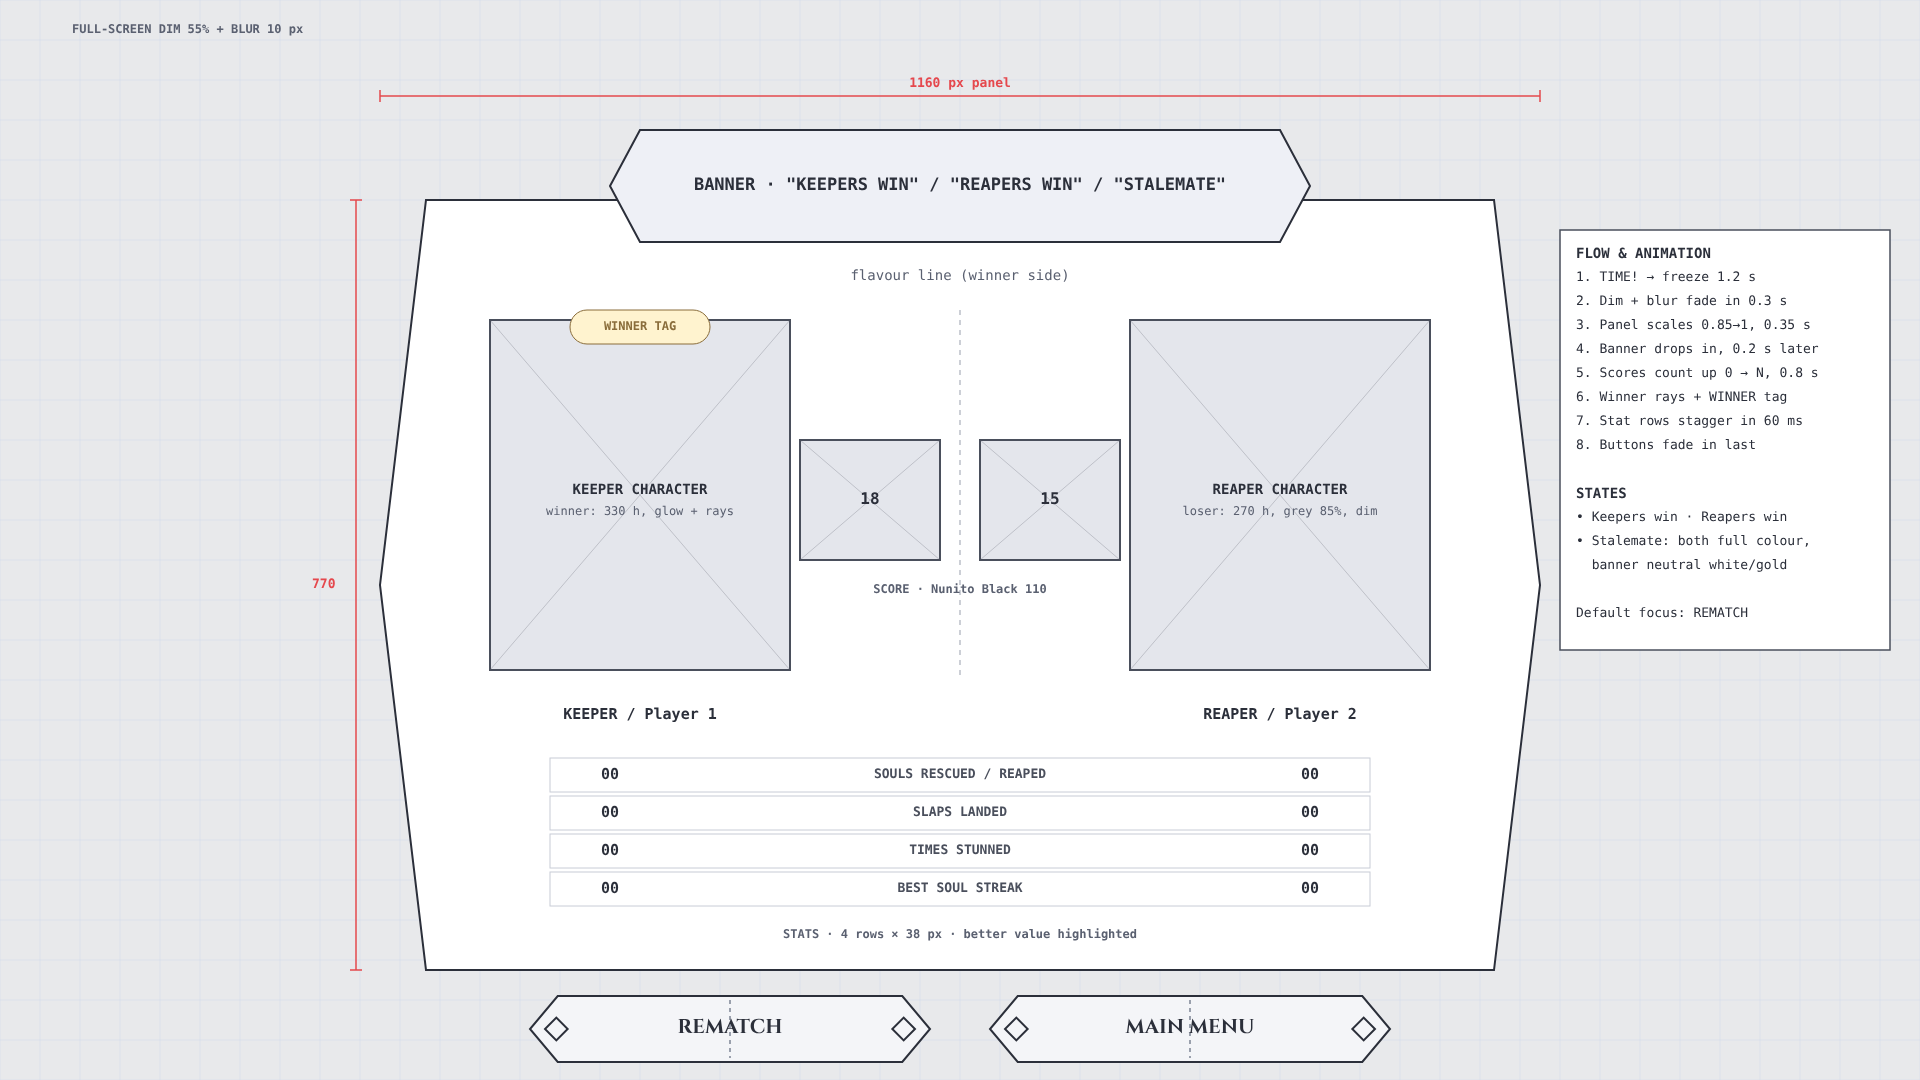 FULL-SCREEN DIM 55% + BLUR 10 px
1160 px panel
BANNER · "KEEPERS WIN" / "REAPERS WIN" / "STALEMATE"
flavour line (winner side)
WINNER TAG
KEEPER CHARACTER
winner: 330 h, glow + rays
18
15
SCORE · Nunito Black 110
REAPER CHARACTER
loser: 270 h, grey 85%, dim
770
KEEPER / Player 1
REAPER / Player 2
00 SOULS RESCUED / REAPED 00
00 SLAPS LANDED 00
00 TIMES STUNNED 00
00 BEST SOUL STREAK 00
STATS · 4 rows × 38 px · better value highlighted
REMATCH
MAIN MENU
FLOW & ANIMATION
1. TIME! → freeze 1.2 s
2. Dim + blur fade in 0.3 s
3. Panel scales 0.85→1, 0.35 s
4. Banner drops in, 0.2 s later
5. Scores count up 0 → N, 0.8 s
6. Winner rays + WINNER tag
7. Stat rows stagger in 60 ms
8. Buttons fade in last
STATES
• Keepers win · Reapers win
• Stalemate: both full colour,
banner neutral white/gold
Default focus: REMATCH